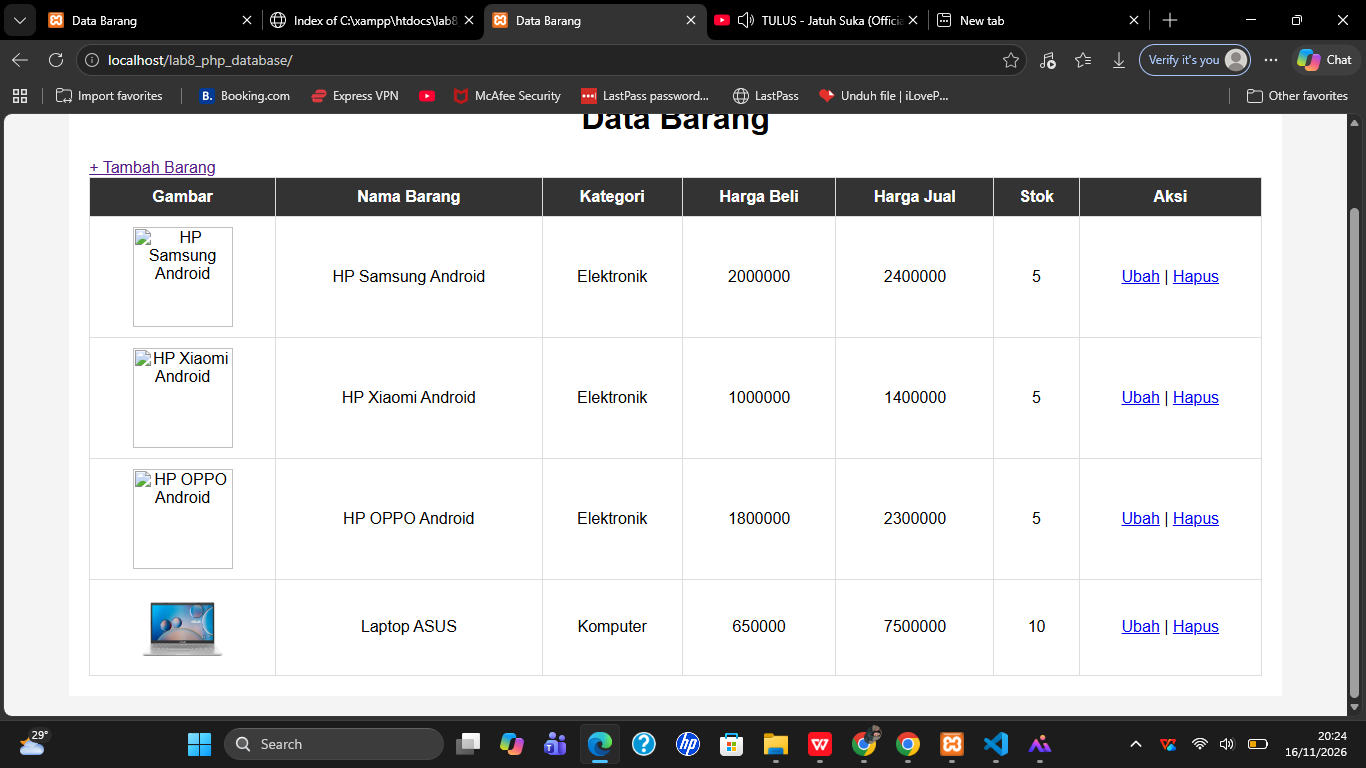 Data Barang
Index of C:\xampp\htdocs\lab8
Data Barang
TULUS - Jatuh Suka (Officia
New tab
localhost/lab8_php_database/
Verify it's you
Chat
Import favorites
Booking.com
Express VPN
McAfee Security
LastPass password...
LastPass
Unduh file | iLoveP...
Other favorites
Data Barang
+ Tambah Barang
Gambar Nama Barang Kategori Harga Beli Harga Jual Stok Aksi
HP
Samsung
Android
HP Samsung Android Elektronik 2000000 2400000 5 Ubah | Hapus
HP Xiaomi
Android
HP Xiaomi Android Elektronik 1000000 1400000 5 Ubah | Hapus
HP OPPO
Android
HP OPPO Android Elektronik 1800000 2300000 5 Ubah | Hapus
Laptop ASUS Komputer 650000 7500000 10 Ubah | Hapus
29°
Search
20:24
16/11/2026